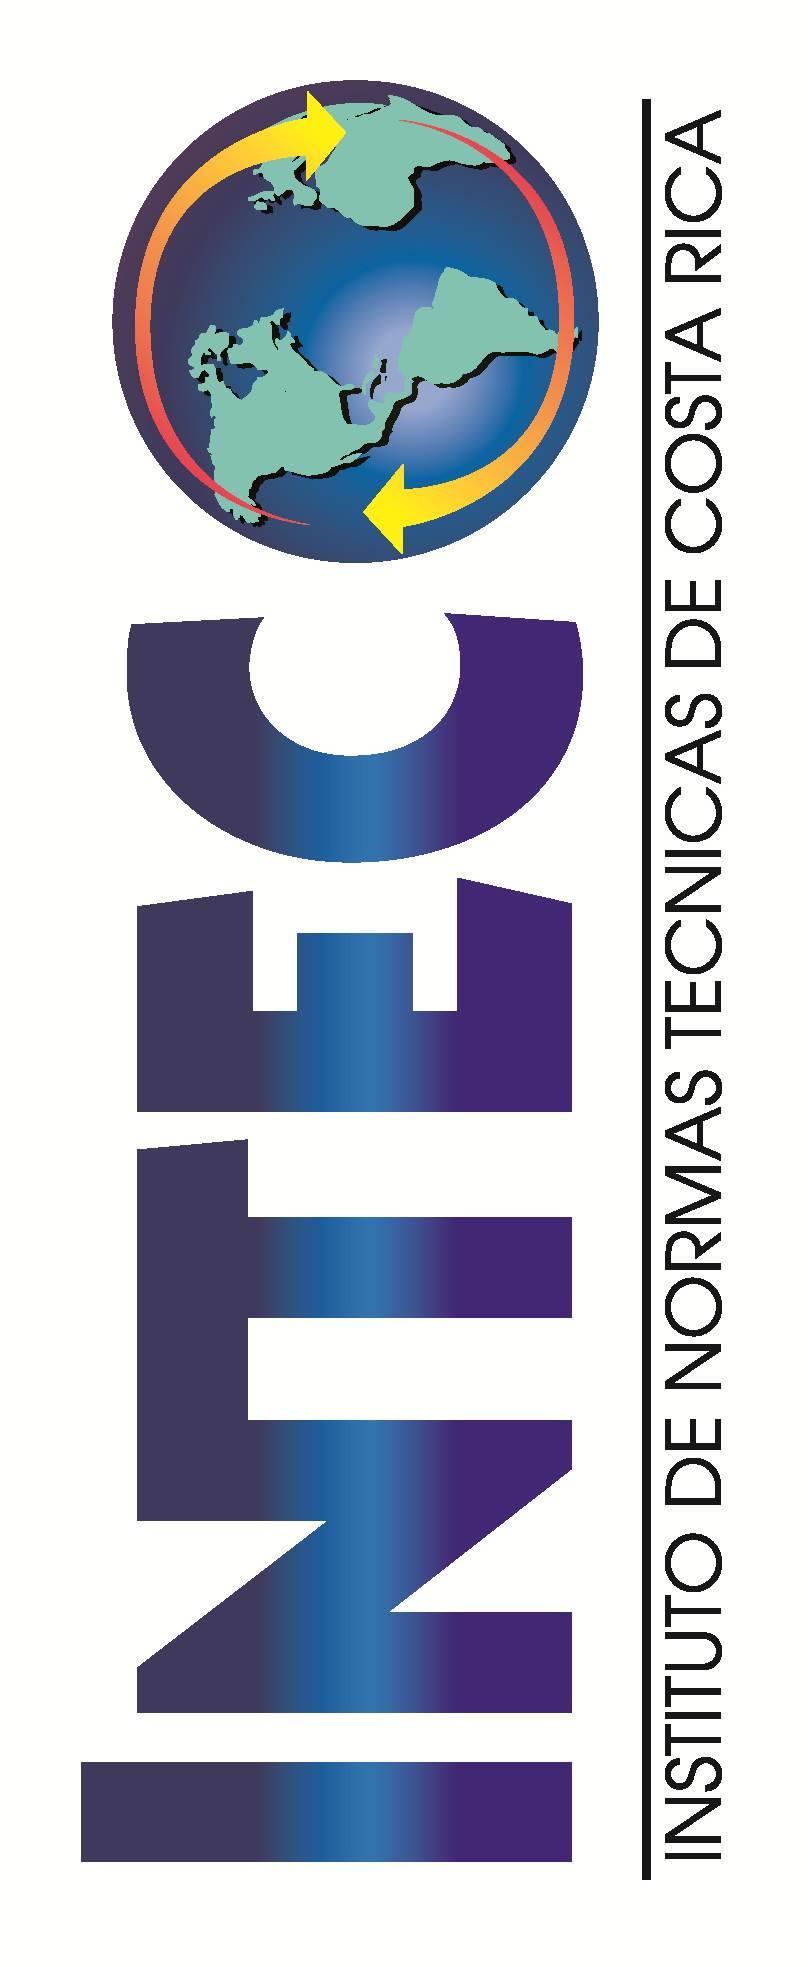 INTECO
INSTITUTO DE NORMAS TECNICAS DE COSTA RICA